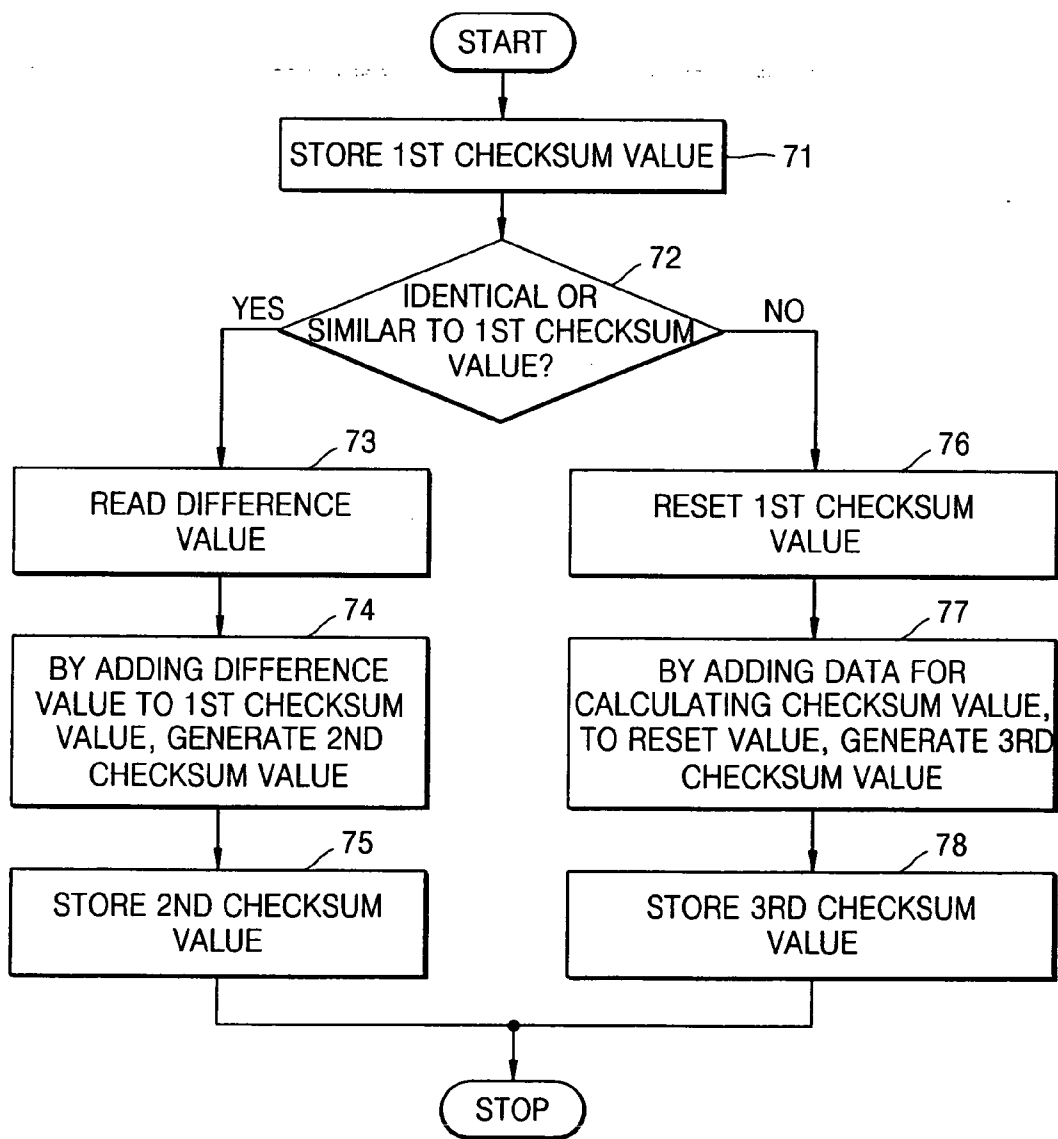 START
STORE 1ST CHECKSUM VALUE
71
72
IDENTICAL OR
SIMILAR TO 1ST CHECKSUM
VALUE?
YES
NO
73
READ DIFFERENCE
VALUE
74
BY ADDING DIFFERENCE
VALUE TO 1ST CHECKSUM
VALUE, GENERATE 2ND
CHECKSUM VALUE
75
STORE 2ND CHECKSUM
VALUE
76
RESET 1ST CHECKSUM
VALUE
77
BY ADDING DATA FOR
CALCULATING CHECKSUM VALUE,
TO RESET VALUE, GENERATE 3RD
CHECKSUM VALUE
78
STORE 3RD CHECKSUM
VALUE
STOP